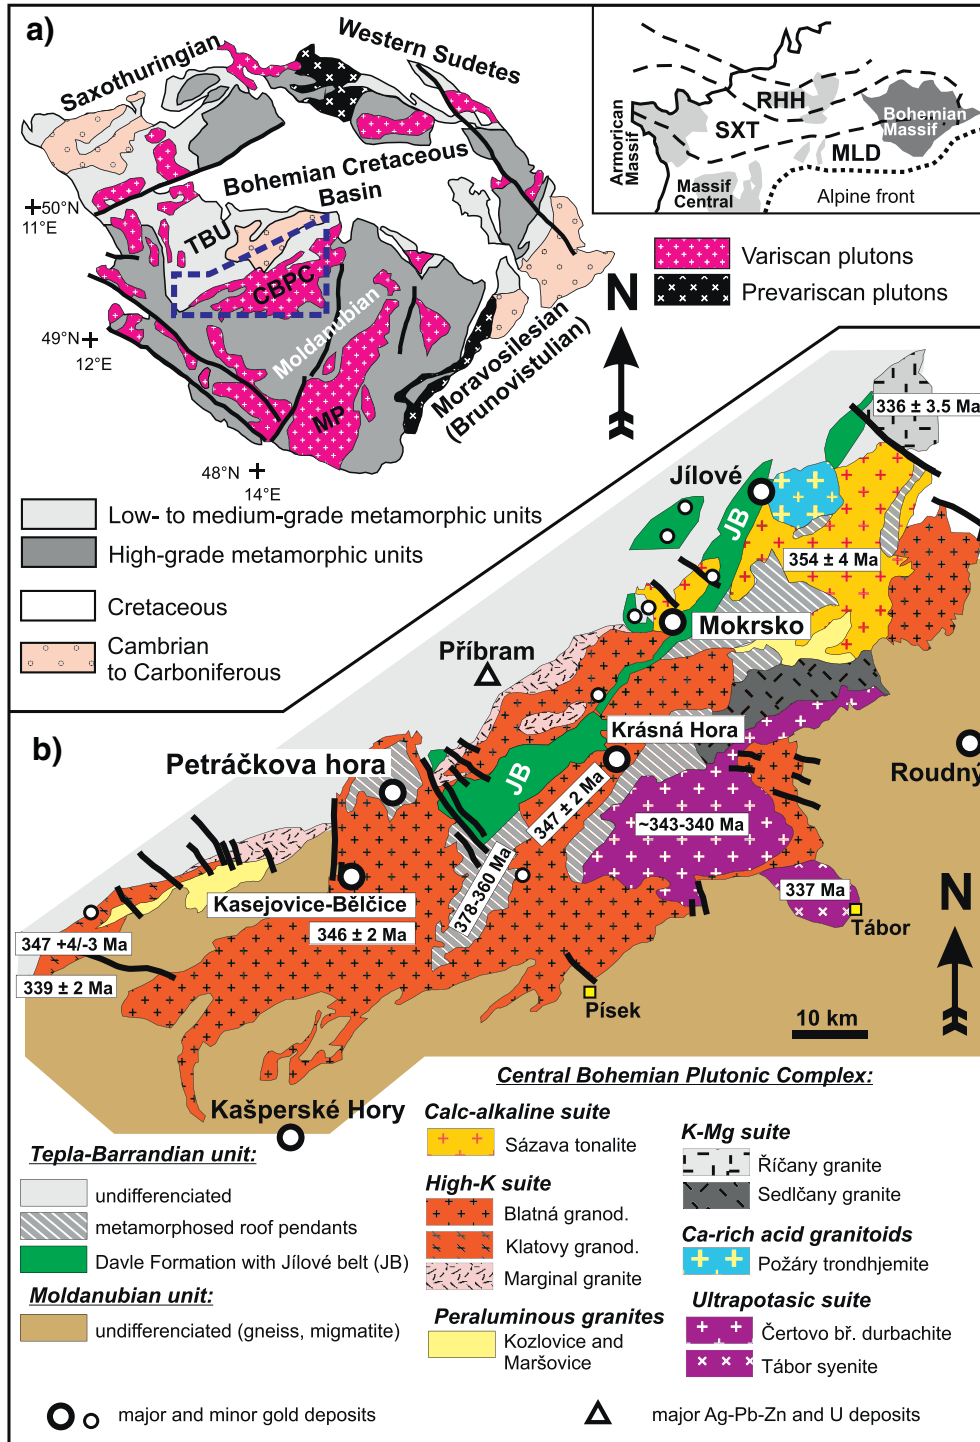 a)
Saxothuringian
Western Sudetes
Bohemian Cretaceous
Basin
50°N
11°E
TBU
CBPC
Moldanubian
MP
49°N
12°E
48°N
14°E
Moravosilesian
(Brunovistulian)
Armorican
Massif
RHH
SXT
Bohemian
Massif
MLD
Massif
Central
Alpine front
Variscan plutons
Prevariscan plutons
N
Low- to medium-grade metamorphic units
High-grade metamorphic units
Cretaceous
Cambrian
to Carboniferous
b)
336 ± 3.5 Ma
Jílové
JB
354 ± 4 Ma
Mokrsko
Příbram
Krásná Hora
Petráčkova hora
JB
347 ± 2 Ma
Roudný
~343-340 Ma
378-360 Ma
Kasejovice-Bělčice
346 ± 2 Ma
337 Ma
Tábor
347 +4/-3 Ma
339 ± 2 Ma
Písek
N
10 km
Kašperské Hory
Central Bohemian Plutonic Complex:
Tepla-Barrandian unit:
undifferenciated
metamorphosed roof pendants
Davle Formation with Jílové belt (JB)
Moldanubian unit:
undifferenciated (gneiss, migmatite)
Calc-alkaline suite
Sázava tonalite
High-K suite
Blatná granod.
Klatovy granod.
Marginal granite
Peraluminous granites
Kozlovice and
Maršovice
K-Mg suite
Říčany granite
Sedlčany granite
Ca-rich acid granitoids
Požáry trondhjemite
Ultrapotasic suite
Čertovo bř. durbachite
Tábor syenite
major and minor gold deposits
major Ag-Pb-Zn and U deposits